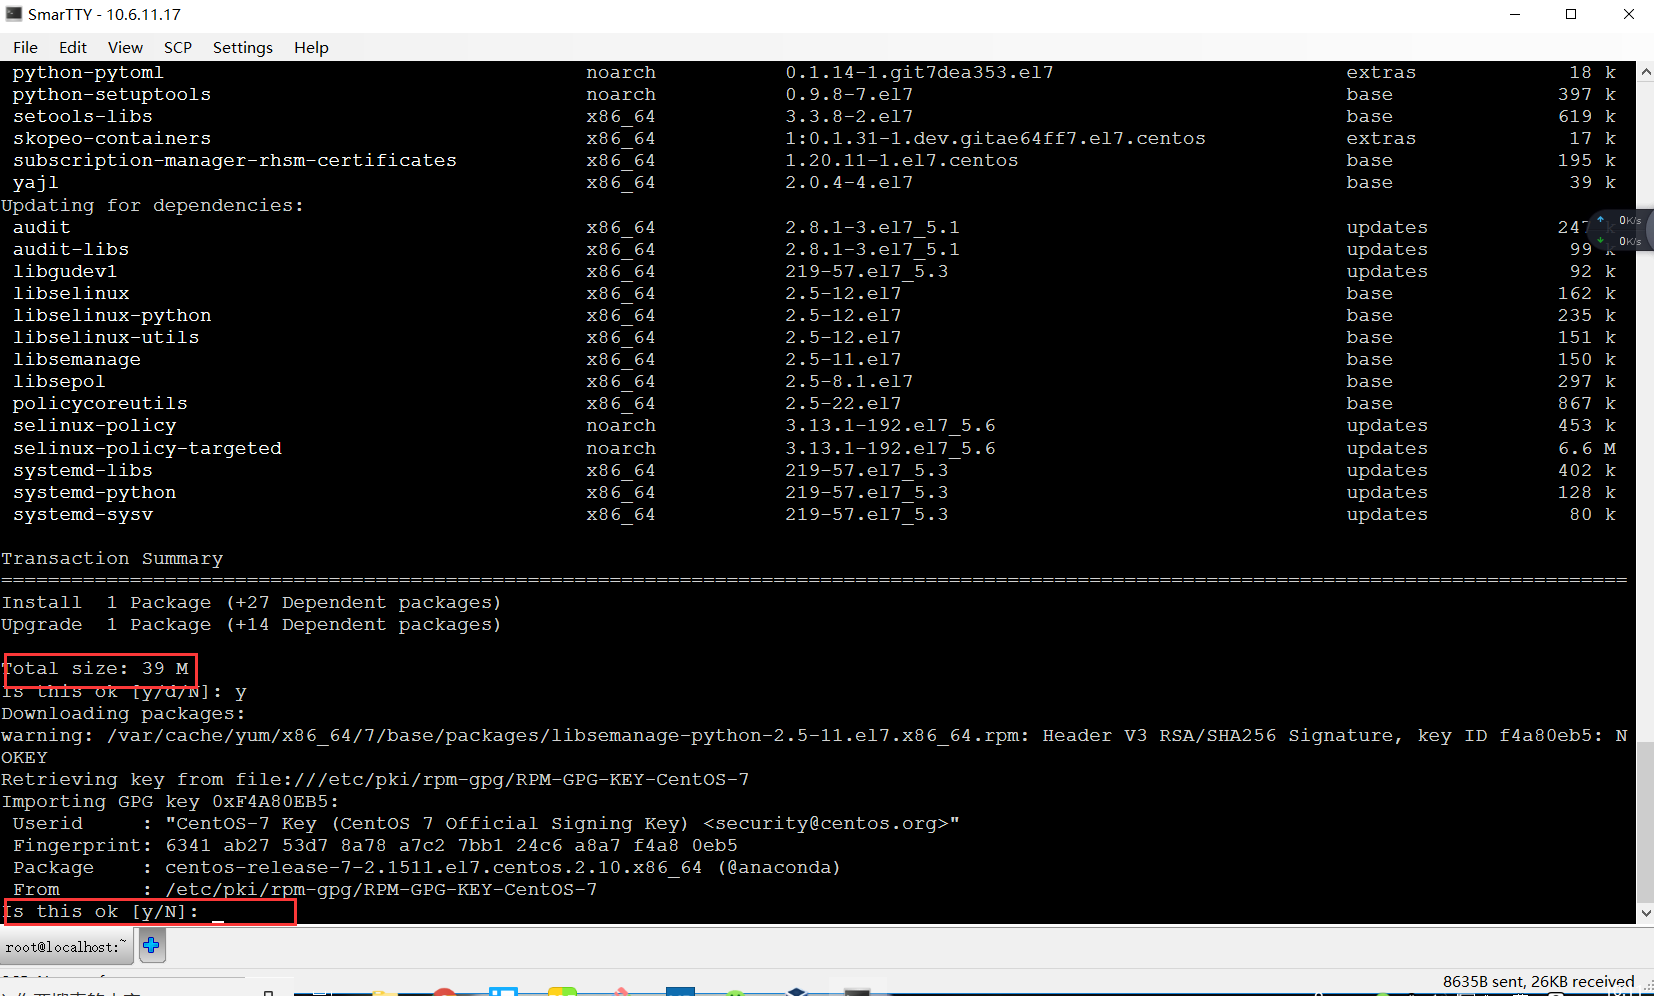 SmarTTY - 10.6.11.17
File Edit View SCP Settings Help
python-pytoml noarch 0.1.14-1.git7dea353.el7 extras 18 k
python-setuptools noarch 0.9.8-7.el7 base 397 k
setools-libs x86_64 3.3.8-2.el7 base 619 k
skopeo-containers x86_64 1:0.1.31-1.dev.gitae64ff7.el7.centos extras 17 k
subscription-manager-rhsm-certificates x86_64 1.20.11-1.el7.centos base 195 k
yajl x86_64 2.0.4-4.el7 base 39 k
Updating for dependencies:
audit x86_64 2.8.1-3.el7_5.1 updates 247 k
audit-libs x86_64 2.8.1-3.el7_5.1 updates 99 k
libgudev1 x86_64 219-57.el7_5.3 updates 92 k
libselinux x86_64 2.5-12.el7 base 162 k
libselinux-python x86_64 2.5-12.el7 base 235 k
libselinux-utils x86_64 2.5-12.el7 base 151 k
libsemanage x86_64 2.5-11.el7 base 150 k
libsepol x86_64 2.5-8.1.el7 base 297 k
policycoreutils x86_64 2.5-22.el7 base 867 k
selinux-policy noarch 3.13.1-192.el7_5.6 updates 453 k
selinux-policy-targeted noarch 3.13.1-192.el7_5.6 updates 6.6 M
systemd-libs x86_64 219-57.el7_5.3 updates 402 k
systemd-python x86_64 219-57.el7_5.3 updates 128 k
systemd-sysv x86_64 219-57.el7_5.3 updates 80 k
0K/s
0K/s
Transaction Summary
Install 1 Package (+27 Dependent packages)
Upgrade 1 Package (+14 Dependent packages)
Total size: 39 M
Is this ok [y/d/N]: y
Downloading packages:
warning: /var/cache/yum/x86_64/7/base/packages/libsemanage-python-2.5-11.el7.x86_64.rpm: Header V3 RSA/SHA256 Signature, key ID f4a80eb5: N
OKEY
Retrieving key from file:///etc/pki/rpm-gpg/RPM-GPG-KEY-CentOS-7
Importing GPG key 0xF4A80EB5:
Userid : "CentOS-7 Key (CentOS 7 Official Signing Key) <security@centos.org>"
Fingerprint: 6341 ab27 53d7 8a78 a7c2 7bb1 24c6 a8a7 f4a8 0eb5
Package : centos-release-7-2.1511.el7.centos.2.10.x86_64 (@anaconda)
From : /etc/pki/rpm-gpg/RPM-GPG-KEY-CentOS-7
Is this ok [y/N]: _
root@localhost:~
8635B sent, 26KB received